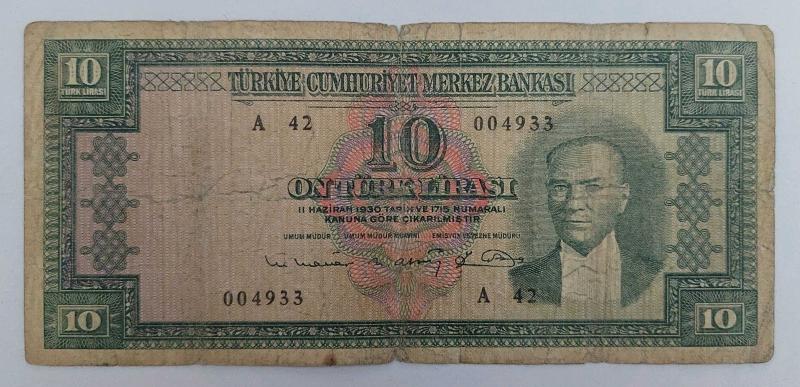 10 TÜRK LİRASI
TÜRKİYE CUMHURİYET MERKEZ BANKASI
10 TÜRK LİRASI
A 42
004933
10
ON TÜRK LİRASI
11 HAZİRAN 1930 TARİH VE 1715 NUMARALI
KANUNA GÖRE ÇIKARILMIŞTIR
UMUM MÜDÜR
UMUM MÜDÜR MUAVİNİ
EMİSYON VE VEZNE MÜDÜRÜ
004933
A 42
10
10